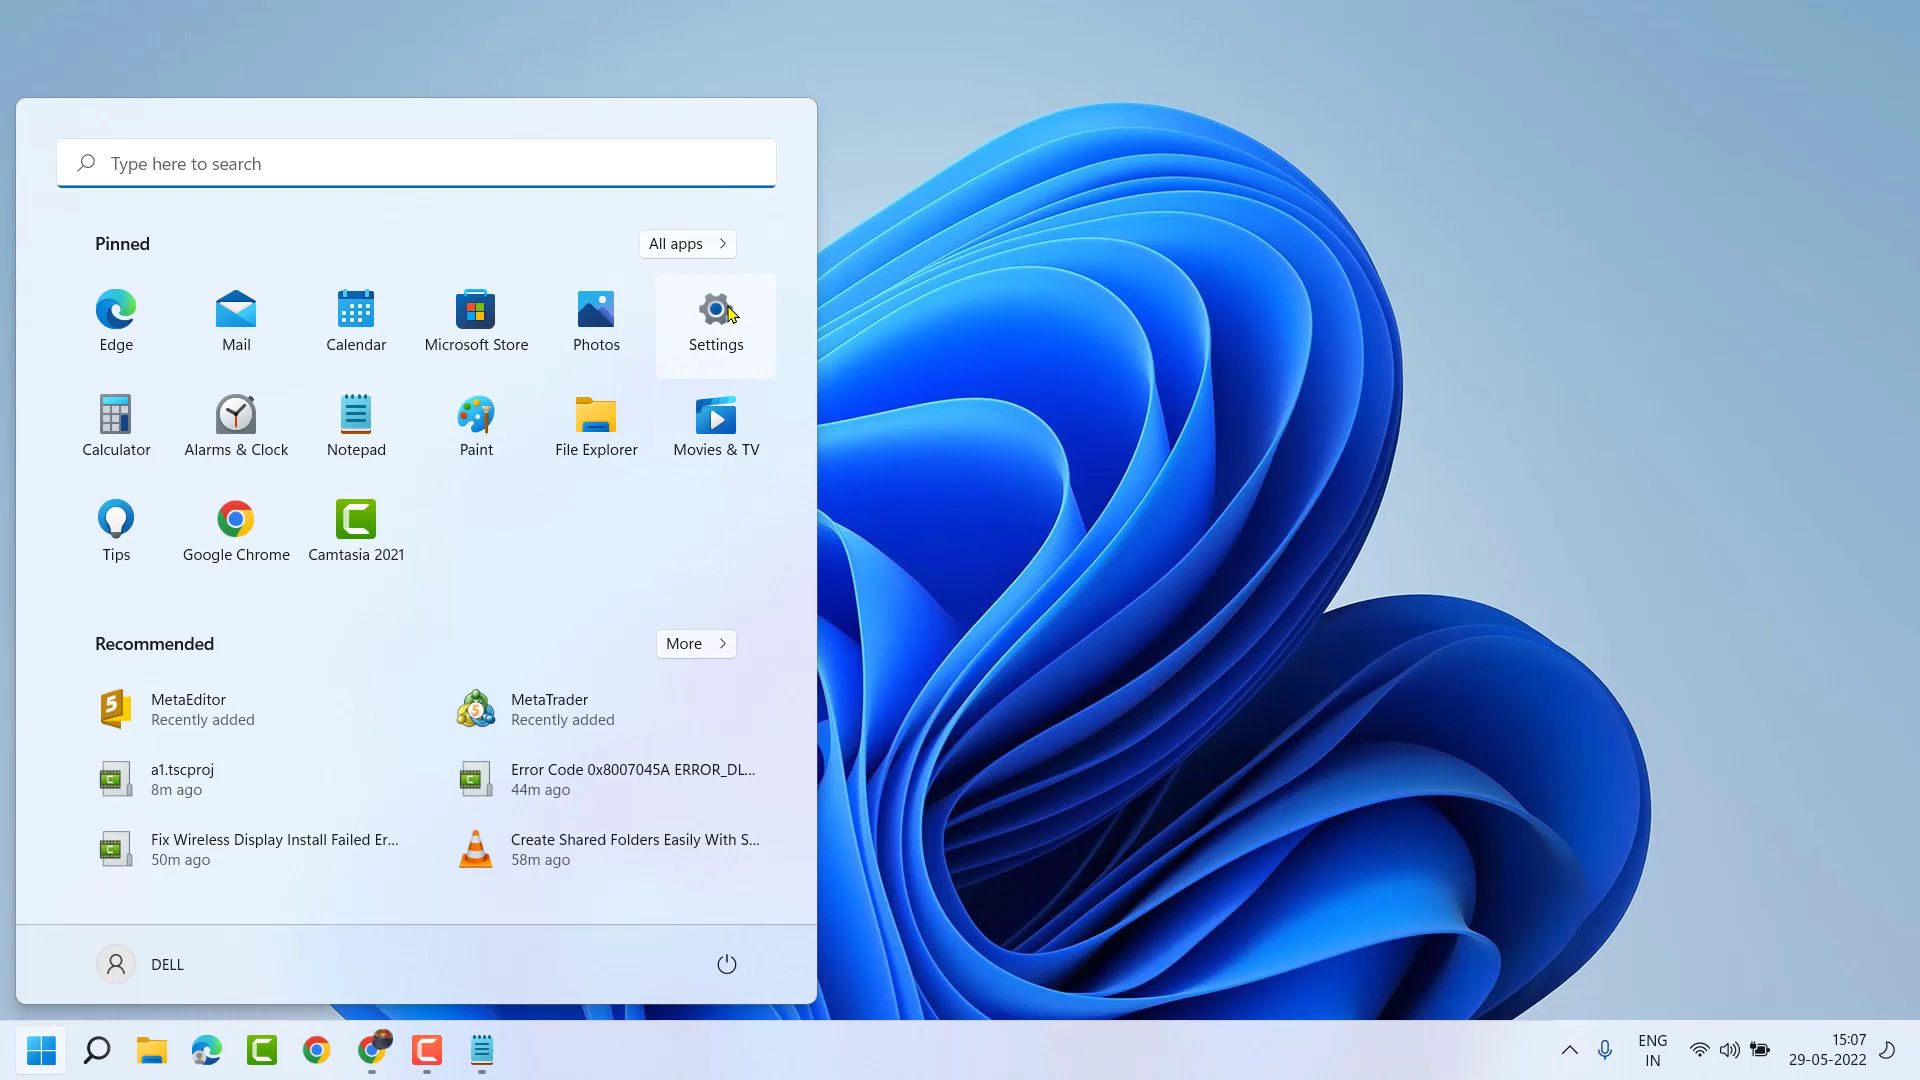 Type here to search
Pinned
All apps
Edge
Mail
Calendar
Microsoft Store
Photos
Settings
Calculator
Alarms & Clock
Notepad
Paint
File Explorer
Movies & TV
Tips
Google Chrome
Camtasia 2021
Recommended
More
MetaEditor
Recently added
MetaTrader
Recently added
a1.tscproj
8m ago
Error Code 0x8007045A ERROR_DL...
44m ago
Fix Wireless Display Install Failed Er...
50m ago
Create Shared Folders Easily With S...
58m ago
DELL
ENG
IN
15:07
29-05-2022